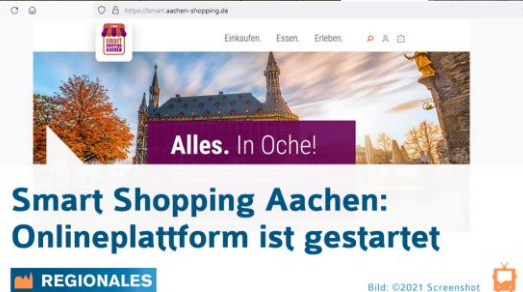 https://smart.aachen-shopping.de
smart
SHOPPING
AACHEN
Einkaufen. Essen. Erleben.
Alles. In Oche!
Smart Shopping Aachen:
Onlineplattform ist gestartet
REGIONALES
Bild: ©2021 Screenshot